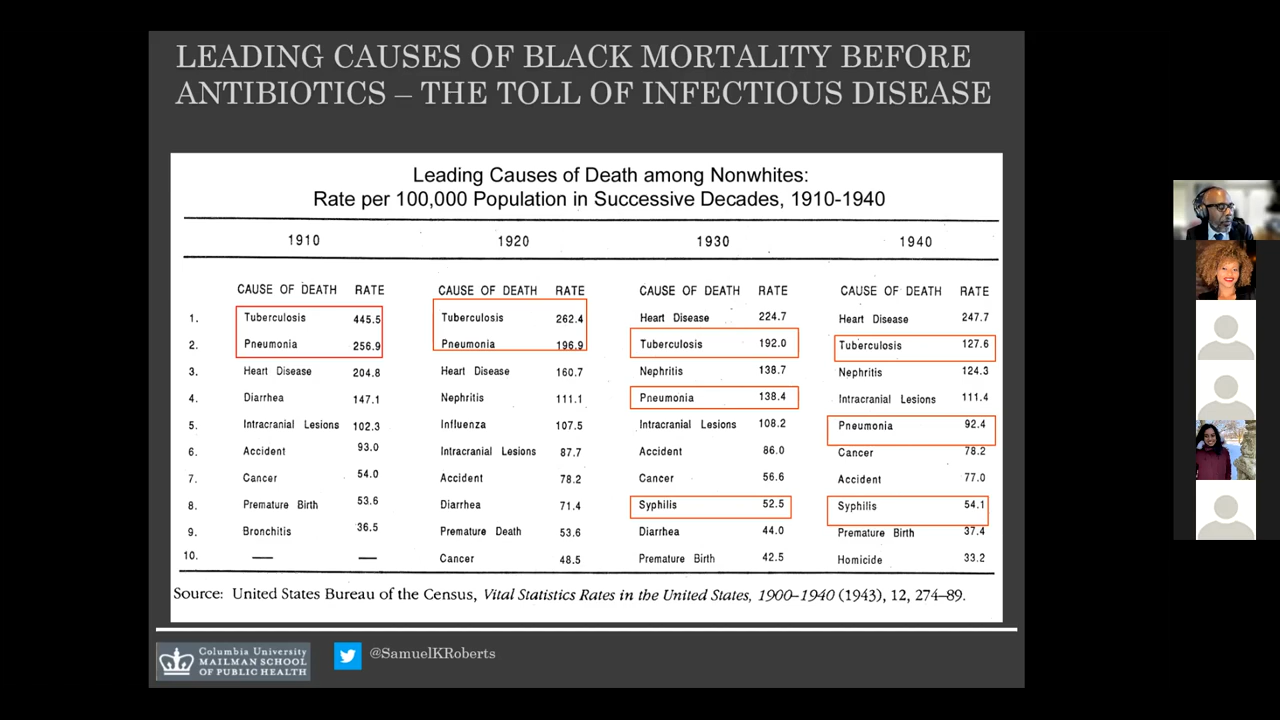 LEADING CAUSES OF BLACK MORTALITY BEFORE
ANTIBIOTICS – THE TOLL OF INFECTIOUS DISEASE
Leading Causes of Death among Nonwhites:
Rate per 100,000 Population in Successive Decades, 1910-1940
1910 1920 1930 1940
CAUSE OF DEATH RATE CAUSE OF DEATH RATE CAUSE OF DEATH RATE CAUSE OF DEATH RATE
1. Tuberculosis 445.5 Tuberculosis 262.4 Heart Disease 224.7 Heart Disease 247.7
2. Pneumonia 256.9 Pneumonia 196.9 Tuberculosis 192.0 Tuberculosis 127.6
3. Heart Disease 204.8 Heart Disease 160.7 Nephritis 138.7 Nephritis 124.3
4. Diarrhea 147.1 Nephritis 111.1 Pneumonia 138.4 Intracranial Lesions 111.4
5. Intracranial Lesions 102.3 Influenza 107.5 Intracranial Lesions 108.2 Pneumonia 92.4
6. Accident 93.0 Intracranial Lesions 87.7 Accident 86.0 Cancer 78.2
7. Cancer 54.0 Accident 78.2 Cancer 56.6 Accident 77.0
8. Premature Birth 53.6 Diarrhea 71.4 Syphilis 52.5 Syphilis 54.1
9. Bronchitis 36.5 Premature Death 53.6 Diarrhea 44.0 Premature Birth 37.4
10. — — Cancer 48.5 Premature Birth 42.5 Homicide 33.2
Source: United States Bureau of the Census, Vital Statistics Rates in the United States, 1900–1940 (1943), 12, 274–89.
Columbia University
MAILMAN SCHOOL
OF PUBLIC HEALTH
@SamuelKRoberts